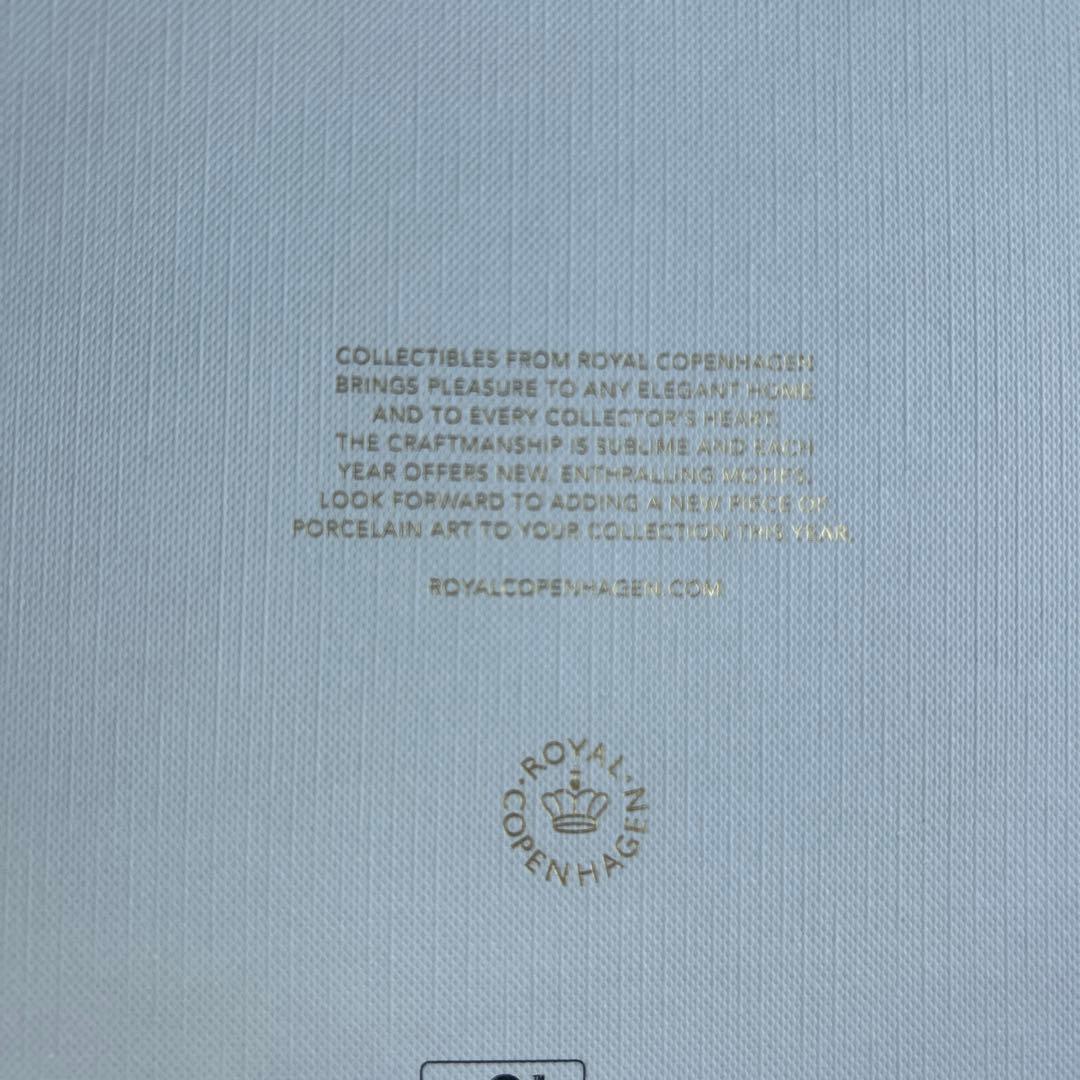 COLLECTIBLES FROM ROYAL COPENHAGEN
BRINGS PLEASURE TO ANY ELEGANT HOME
AND TO EVERY COLLECTOR'S HEART.
THE CRAFTMANSHIP IS SUBLIME AND EACH
YEAR OFFERS NEW, ENTHRALLING MOTIFS.
LOOK FORWARD TO ADDING A NEW PIECE OF
PORCELAIN ART TO YOUR COLLECTION THIS YEAR.
ROYALCOPENHAGEN.COM
ROYAL
COPENHAGEN
TM